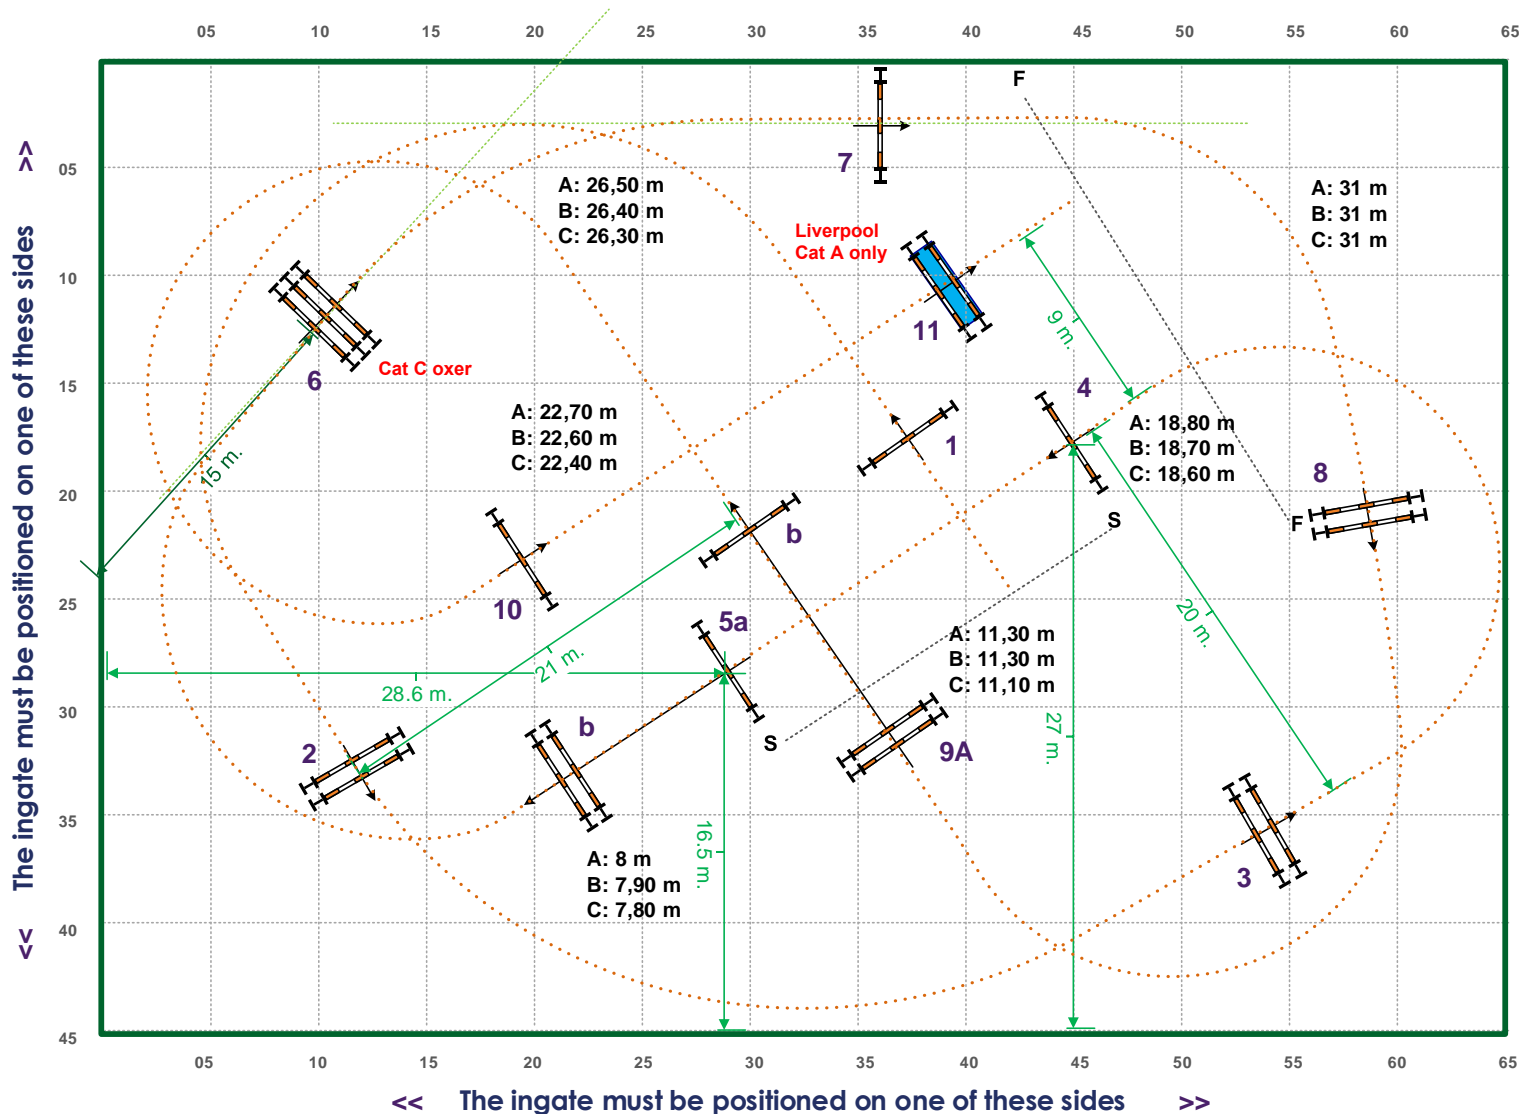 05 10 15 20 25 30 35 40 45 50 55 60 65
F
7
05
A: 26,50 m
B: 26,40 m
C: 26,30 m
A: 31 m
B: 31 m
C: 31 m
Liverpool
Cat A only
10
11
9 m.
6
Cat C oxer
15
4
1
A: 22,70 m
B: 22,60 m
C: 22,40 m
A: 18,80 m
B: 18,70 m
C: 18,60 m
15 m.
8
20
b
S
F
25
10
5a
20 m.
A: 11,30 m
B: 11,30 m
C: 11,10 m
21 m.
28.6 m.
30
b
2
S
9A
27 m.
35
16.5 m.
3
A: 8 m
B: 7,90 m
C: 7,80 m
40
45
05 10 15 20 25 30 35 40 45 50 55 60 65
<< The ingate must be positioned on one of these sides >>
<< The ingate must be positioned on one of these sides >>